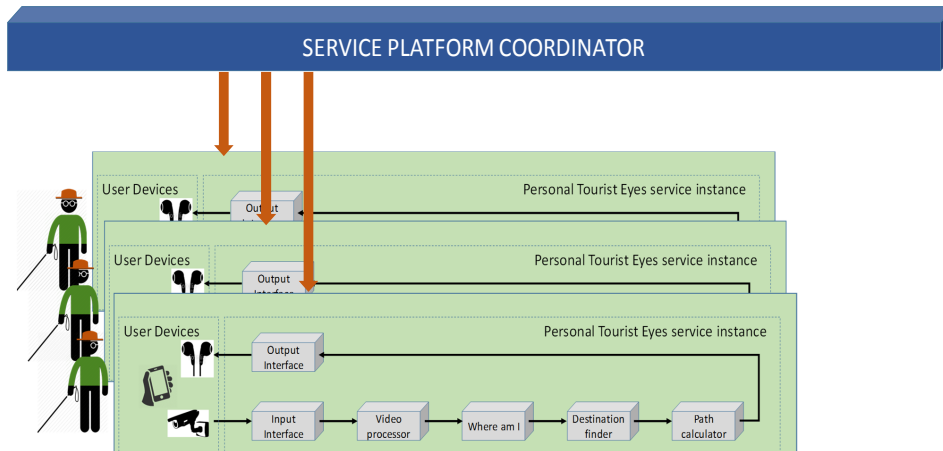 SERVICE PLATFORM COORDINATOR
User Devices
Personal Tourist Eyes service instance
Output
Interface
User Devices
Personal Tourist Eyes service instance
Output
Interface
User Devices
Personal Tourist Eyes service instance
Output
Interface
Input
Interface
Video
processor
Where am I
Destination
finder
Path
calculator